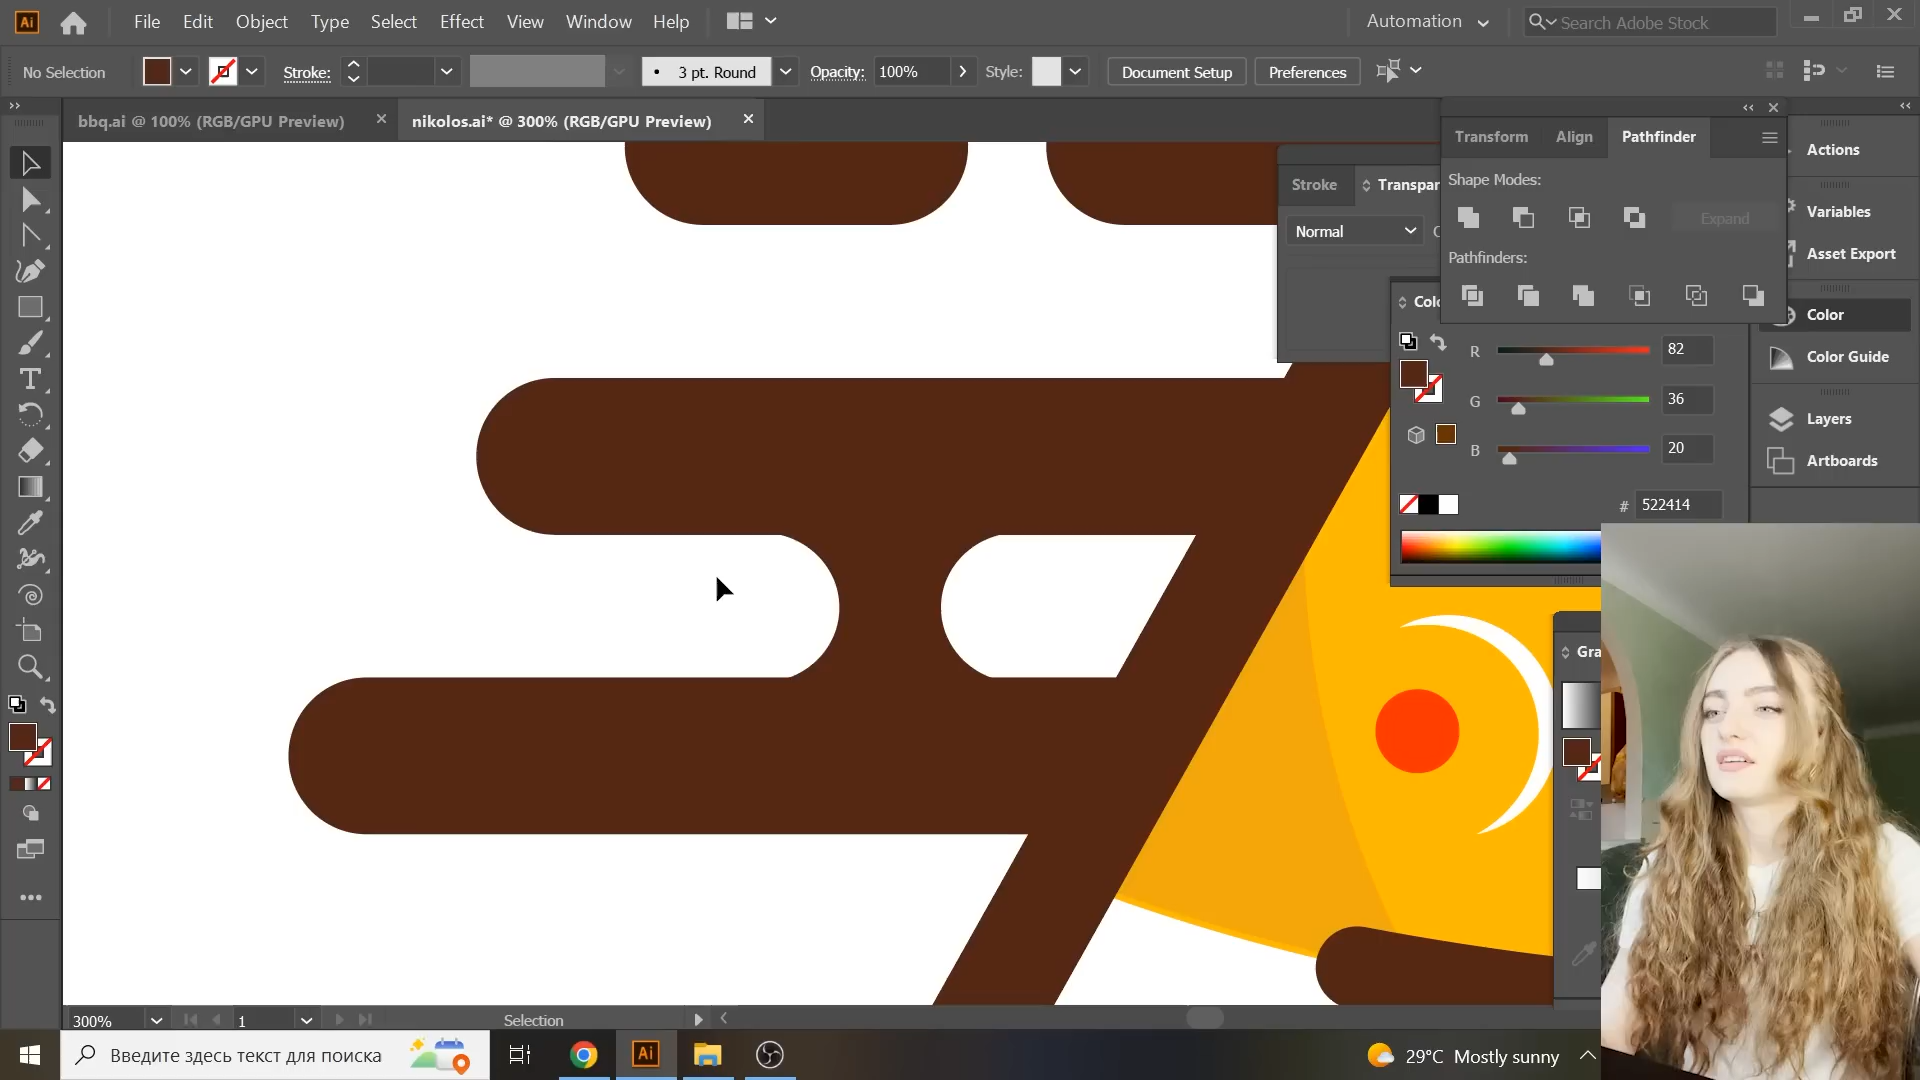 Ai File Edit Object Type Select Effect View Window Help Automation Search Adobe Stock
No Selection Stroke: 3 pt. Round Opacity: 100% Style: Document Setup Preferences
bbq.ai @ 100% (RGB/GPU Preview) nikolos.ai* @ 300% (RGB/GPU Preview)
Transform Align Pathfinder
Shape Modes:
Expand
Pathfinders:
Stroke Transpar
Normal
Actions
Variables
Asset Export
Color
Color Guide
Layers
Artboards
R 82
G 36
B 20
# 522414
300% 1 Selection
Введите здесь текст для поиска Ai 29°C Mostly sunny